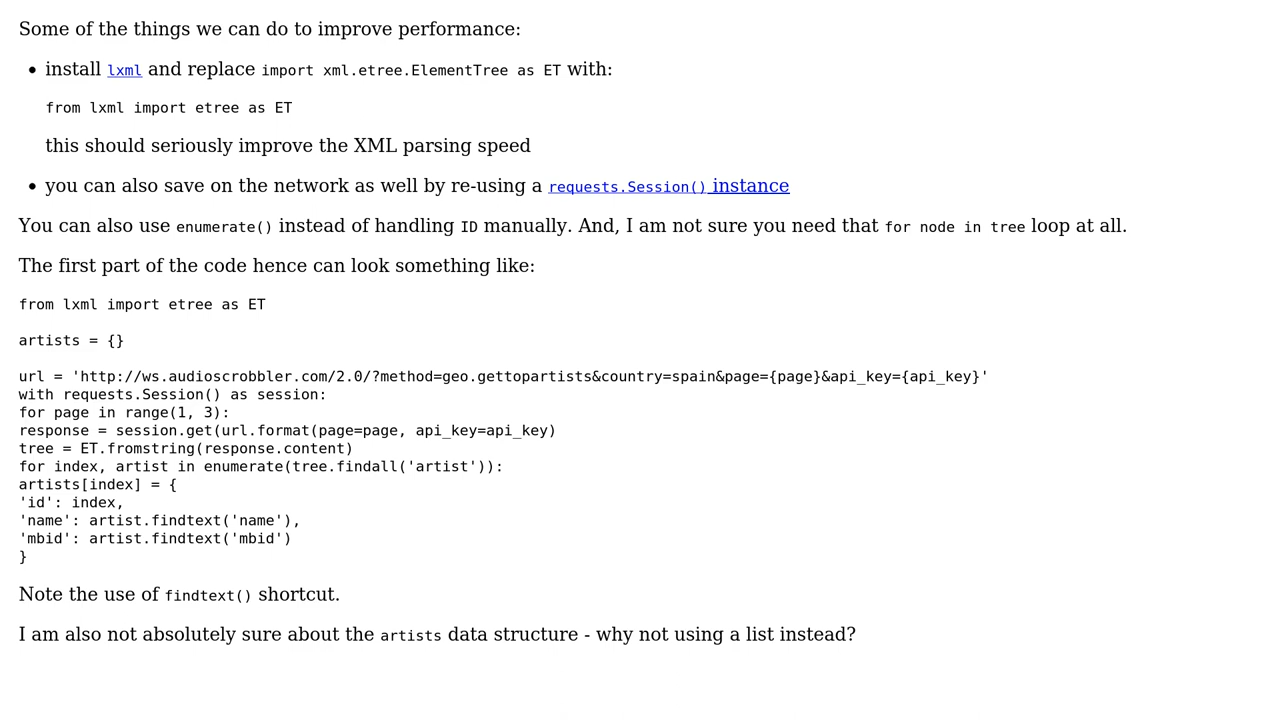 Some of the things we can do to improve performance:
• install lxml and replace import xml.etree.ElementTree as ET with:
from lxml import etree as ET
this should seriously improve the XML parsing speed
• you can also save on the network as well by re-using a requests.Session() instance
You can also use enumerate() instead of handling ID manually. And, I am not sure you need that for node in tree loop at all.
The first part of the code hence can look something like:
from lxml import etree as ET
artists = {}
url = 'http://ws.audioscrobbler.com/2.0/?method=geo.gettopartists&country=spain&page={page}&api_key={api_key}'
with requests.Session() as session:
for page in range(1, 3):
response = session.get(url.format(page=page, api_key=api_key)
tree = ET.fromstring(response.content)
for index, artist in enumerate(tree.findall('artist')):
artists[index] = {
'id': index,
'name': artist.findtext('name'),
'mbid': artist.findtext('mbid')
}
Note the use of findtext() shortcut.
I am also not absolutely sure about the artists data structure - why not using a list instead?